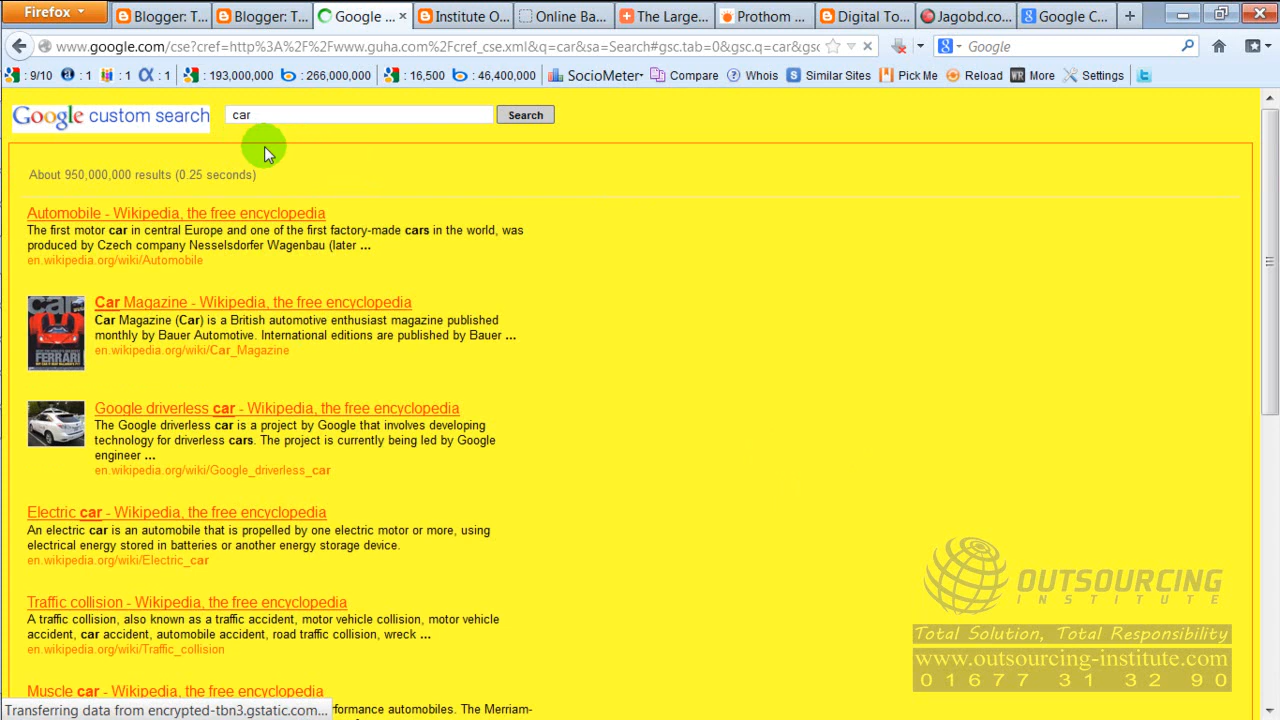 Firefox
Blogger: T...
Blogger: T...
Google ...
Institute O...
Online Ba...
The Large...
Prothom ...
Digital To...
Jagobd.co...
Google C...
www.google.com/cse?cref=http%3A%2F%2Fwww.guha.com%2Fcref_cse.xml&q=car&sa=Search#gsc.tab=0&gsc.q=car&gsc
Google
: 9/10 : 1 : 1 : 1 : 193,000,000 : 266,000,000 : 16,500 : 46,400,000 SocioMeter Compare Whois Similar Sites Pick Me Reload More Settings
Google custom search
car
Search
About 950,000,000 results (0.25 seconds)
Automobile - Wikipedia, the free encyclopedia
The first motor car in central Europe and one of the first factory-made cars in the world, was
produced by Czech company Nesselsdorfer Wagenbau (later ...
en.wikipedia.org/wiki/Automobile
Car Magazine - Wikipedia, the free encyclopedia
Car Magazine (Car) is a British automotive enthusiast magazine published
monthly by Bauer Automotive. International editions are published by Bauer ...
en.wikipedia.org/wiki/Car_Magazine
car
FERRARI
Google driverless car - Wikipedia, the free encyclopedia
The Google driverless car is a project by Google that involves developing
technology for driverless cars. The project is currently being led by Google
engineer ...
en.wikipedia.org/wiki/Google_driverless_car
Electric car - Wikipedia, the free encyclopedia
An electric car is an automobile that is propelled by one electric motor or more, using
electrical energy stored in batteries or another energy storage device.
en.wikipedia.org/wiki/Electric_car
Traffic collision - Wikipedia, the free encyclopedia
A traffic collision, also known as a traffic accident, motor vehicle collision, motor vehicle
accident, car accident, automobile accident, road traffic collision, wreck ...
en.wikipedia.org/wiki/Traffic_collision
Muscle car - Wikipedia, the free encyclopedia
formance automobiles. The Merriam-
Transferring data from encrypted-tbn3.gstatic.com...
OUTSOURCING
INSTITUTE
Total Solution, Total Responsibility
www.outsourcing-institute.com
01677 31 32 90